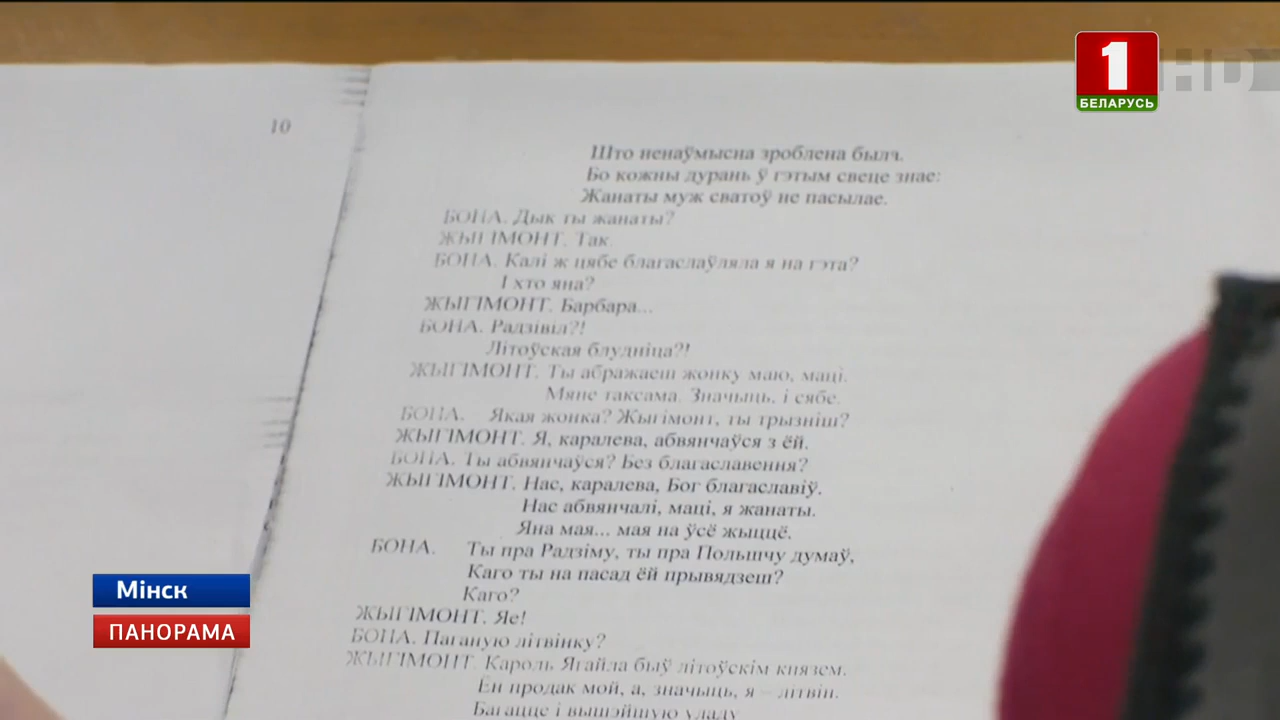 1
HD
БЕЛАРУСЬ
10
Што ненаўмысна зроблена было.
Бо кожны дурань ў гэтым свеце знае:
Жанаты муж сватоў не пасылае.
БОНА. Дык ты жанаты?
ЖЫГІМОНТ. Так.
БОНА. Калі ж цябе благаслаўляла я на гэта?
І хто яна?
ЖЫГІМОНТ. Барбара...
БОНА. Радзівіл?!
Літоўская блудніца?!
ЖЫГІМОНТ. Ты абражаеш жонку маю, маці.
Мяне таксама. Значыць, і сябе.
БОНА. Якая жонка? Жыгімонт, ты трызніш?
ЖЫГІМОНТ. Я, каралева, абвянчаўся з ёй.
БОНА. Ты абвянчаўся? Без благаславення?
ЖЫГІМОНТ. Нас, каралева, Бог благаславіў.
Нас абвянчалі, маці, я жанаты.
Яна мая... мая на ўсё жыццё.
БОНА. Ты пра Радзіму, ты пра Польшчу думаў,
Каго ты на пасад ёй прывядзеш?
Каго?
ЖЫГІМОНТ. Яе!
БОНА. Паганую літвінку?
ЖЫГІМОНТ. Кароль Ягайла быў літоўскім князем.
Ён продак мой, а, значыць, я – літвін.
Багацце і вышэйшую уладу
Мінск
ПАНОРАМА